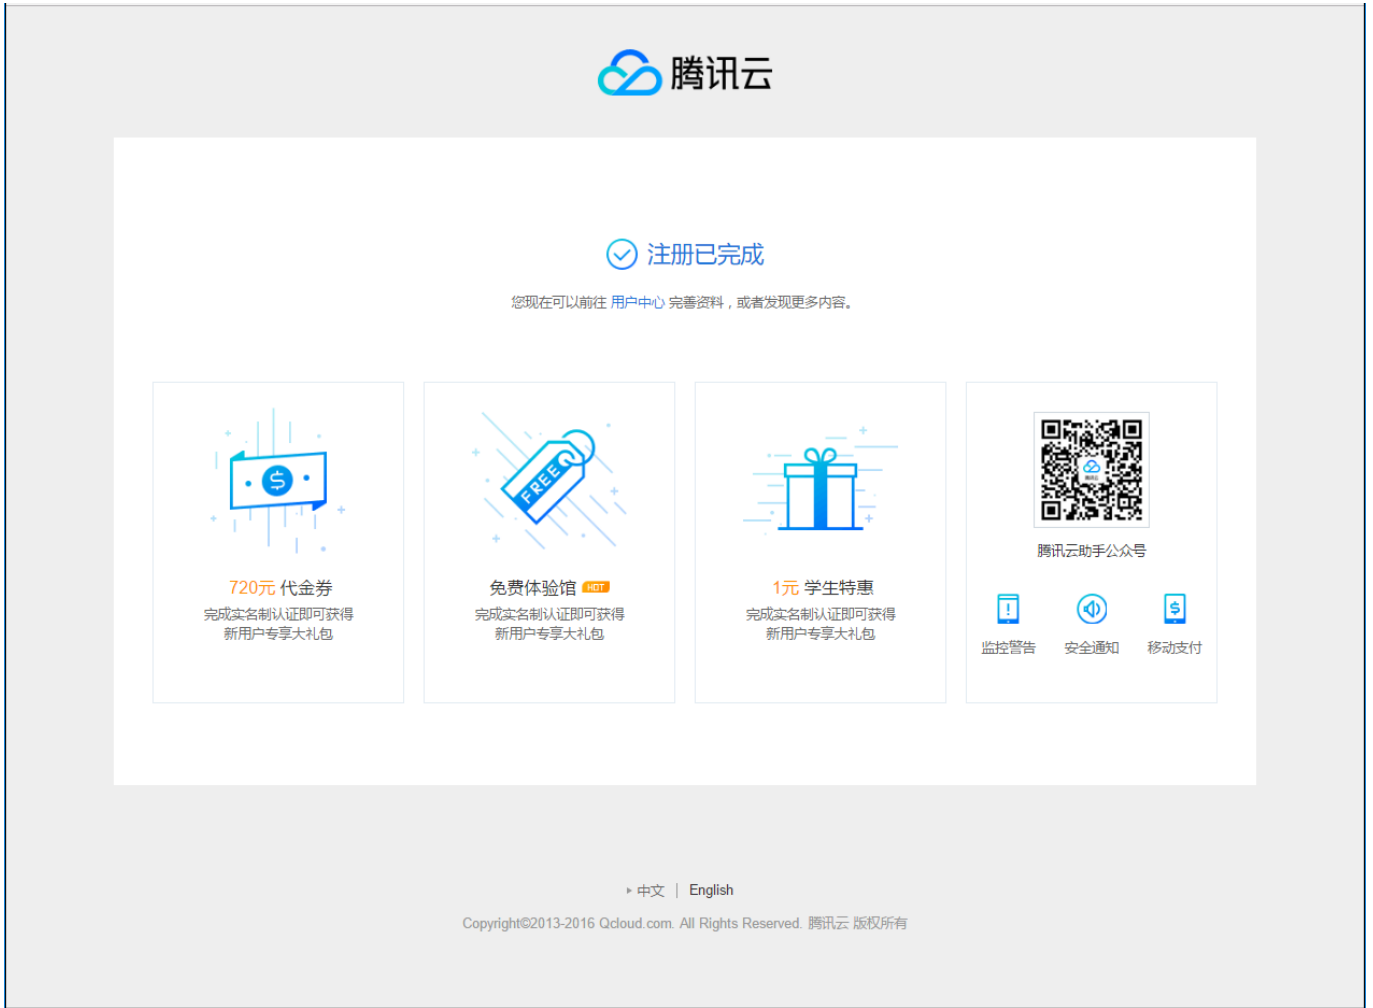 腾讯云
注册已完成
您现在可以前往 用户中心 完善资料，或者发现更多内容。
720元 代金券
完成实名制认证即可获得
新用户专享大礼包
FREE
免费体验馆 HOT
完成实名制认证即可获得
新用户专享大礼包
1元 学生特惠
完成实名制认证即可获得
新用户专享大礼包
腾讯云
腾讯云助手公众号
监控警告 安全通知 移动支付
中文 | English
Copyright©2013-2016 Qcloud.com. All Rights Reserved. 腾讯云 版权所有